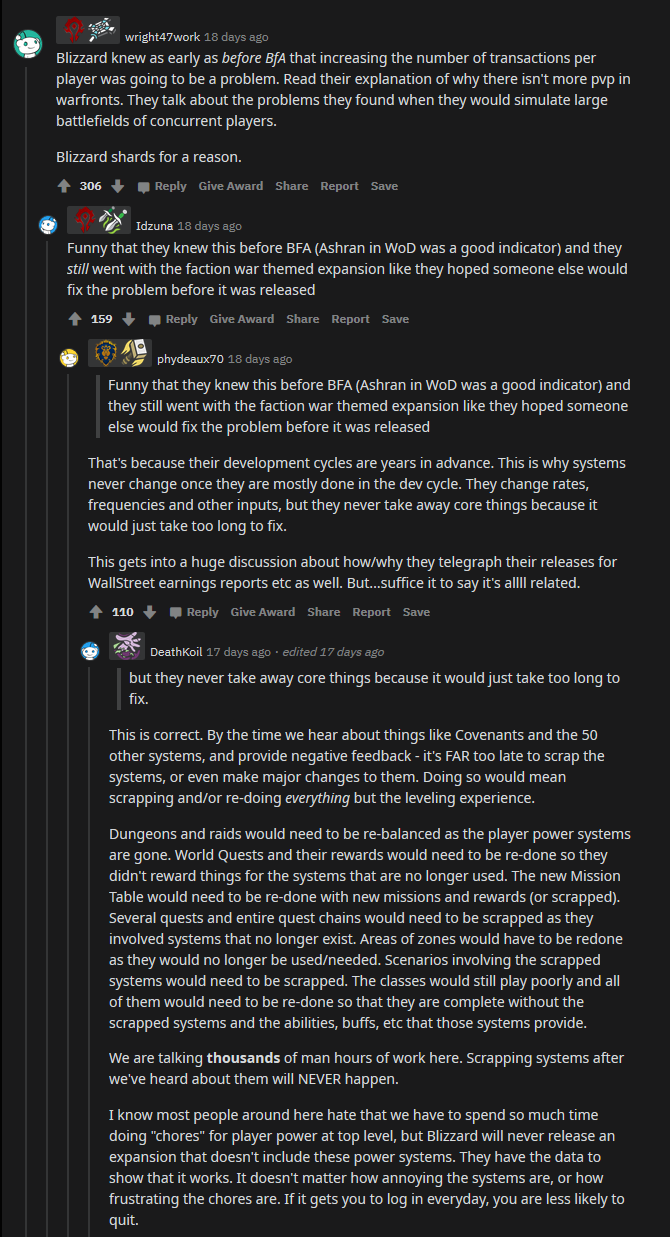 wright47work 18 days ago
Blizzard knew as early as before BfA that increasing the number of transactions per
player was going to be a problem. Read their explanation of why there isn't more pvp in
warfronts. They talk about the problems they found when they would simulate large
battlefields of concurrent players.
Blizzard shards for a reason.
306 Reply Give Award Share Report Save
Idzuna 18 days ago
Funny that they knew this before BFA (Ashran in WoD was a good indicator) and they
still went with the faction war themed expansion like they hoped someone else would
fix the problem before it was released
159 Reply Give Award Share Report Save
phydeaux70 18 days ago
Funny that they knew this before BFA (Ashran in WoD was a good indicator) and
they still went with the faction war themed expansion like they hoped someone
else would fix the problem before it was released
That's because their development cycles are years in advance. This is why systems
never change once they are mostly done in the dev cycle. They change rates,
frequencies and other inputs, but they never take away core things because it
would just take too long to fix.
This gets into a huge discussion about how/why they telegraph their releases for
WallStreet earnings reports etc as well. But...suffice it to say it's allll related.
110 Reply Give Award Share Report Save
DeathKoil 17 days ago · edited 17 days ago
but they never take away core things because it would just take too long to
fix.
This is correct. By the time we hear about things like Covenants and the 50
other systems, and provide negative feedback - it's FAR too late to scrap the
systems, or even make major changes to them. Doing so would mean
scrapping and/or re-doing everything but the leveling experience.
Dungeons and raids would need to be re-balanced as the player power systems
are gone. World Quests and their rewards would need to be re-done so they
didn't reward things for the systems that are no longer used. The new Mission
Table would need to be re-done with new missions and rewards (or scrapped).
Several quests and entire quest chains would need to be scrapped as they
involved systems that no longer exist. Areas of zones would have to be redone
as they would no longer be used/needed. Scenarios involving the scrapped
systems would need to be scrapped. The classes would still play poorly and all
of them would need to be re-done so that they are complete without the
scrapped systems and the abilities, buffs, etc that those systems provide.
We are talking thousands of man hours of work here. Scrapping systems after
we've heard about them will NEVER happen.
I know most people around here hate that we have to spend so much time
doing "chores" for player power at top level, but Blizzard will never release an
expansion that doesn't include these power systems. They have the data to
show that it works. It doesn't matter how annoying the systems are, or how
frustrating the chores are. If it gets you to log in everyday, you are less likely to
quit.